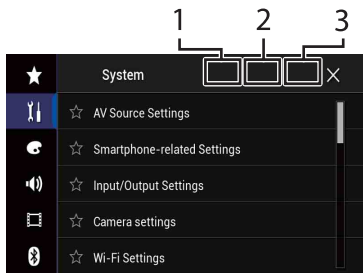 1 2 3
System
AV Source Settings
Smartphone-related Settings
Input/Output Settings
Camera settings
Wi-Fi Settings